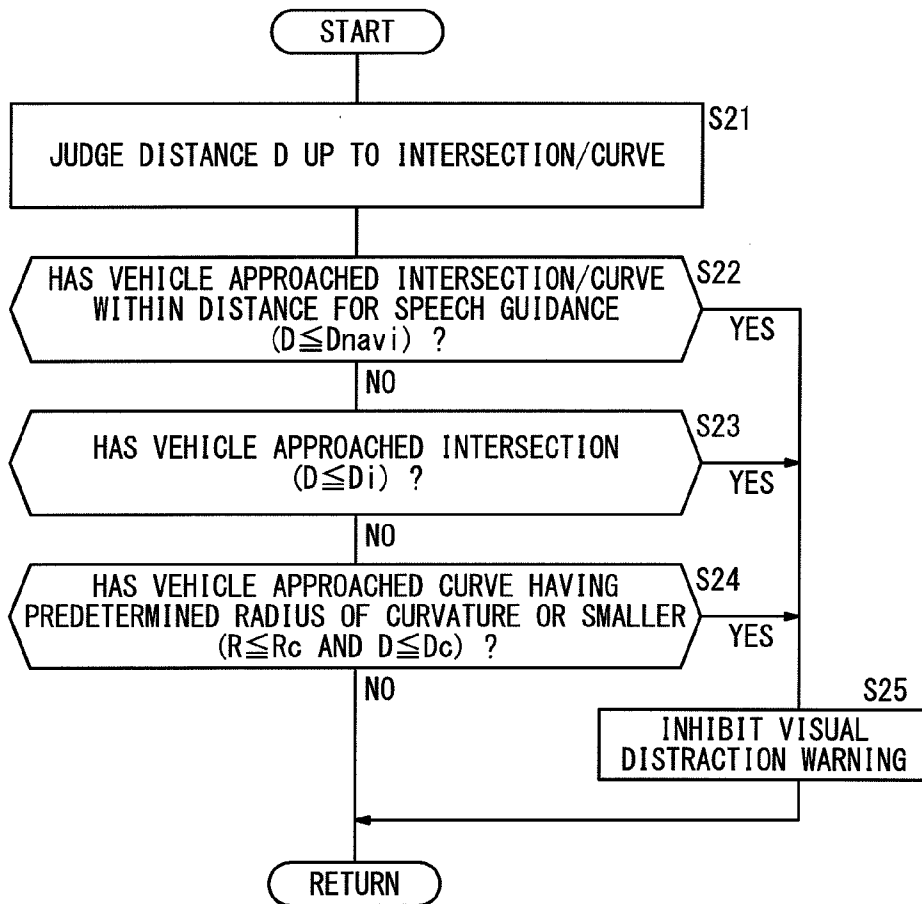 START
S21
JUDGE DISTANCE D UP TO INTERSECTION/CURVE
S22
HAS VEHICLE APPROACHED INTERSECTION/CURVE
WITHIN DISTANCE FOR SPEECH GUIDANCE
(D≦Dnavi) ?
YES
NO
S23
HAS VEHICLE APPROACHED INTERSECTION
(D≦Di) ?
YES
NO
S24
HAS VEHICLE APPROACHED CURVE HAVING
PREDETERMINED RADIUS OF CURVATURE OR SMALLER
(R≦Rc AND D≦Dc) ?
YES
NO
S25
INHIBIT VISUAL
DISTRACTION WARNING
RETURN